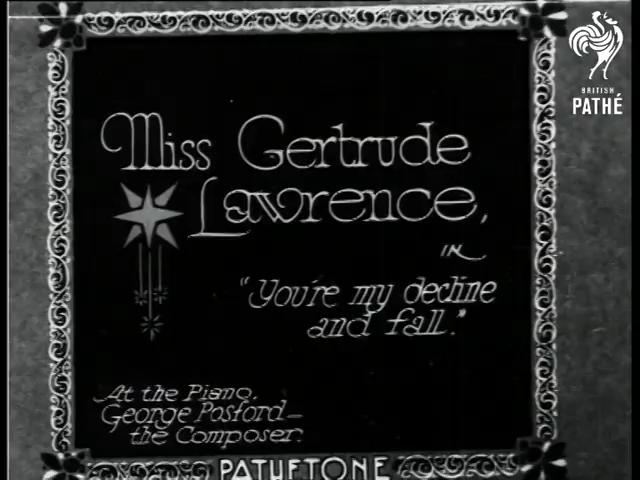 BRITISH
PATHÉ
Miss Gertrude
Lawrence,
IN
"You're my decline
and fall."
At the Piano,
George Posford—
the Composer.
PATHETONE